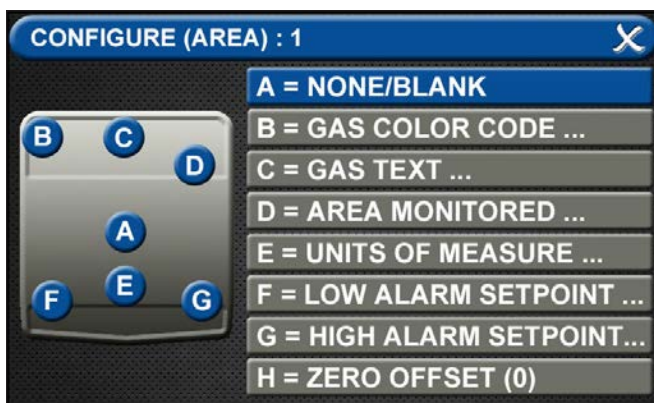 CONFIGURE (AREA) : 1
X
A = NONE/BLANK
B = GAS COLOR CODE ...
C = GAS TEXT ...
D = AREA MONITORED ...
E = UNITS OF MEASURE ...
F = LOW ALARM SETPOINT ...
G = HIGH ALARM SETPOINT...
H = ZERO OFFSET (0)
B
C
D
A
E
F
G